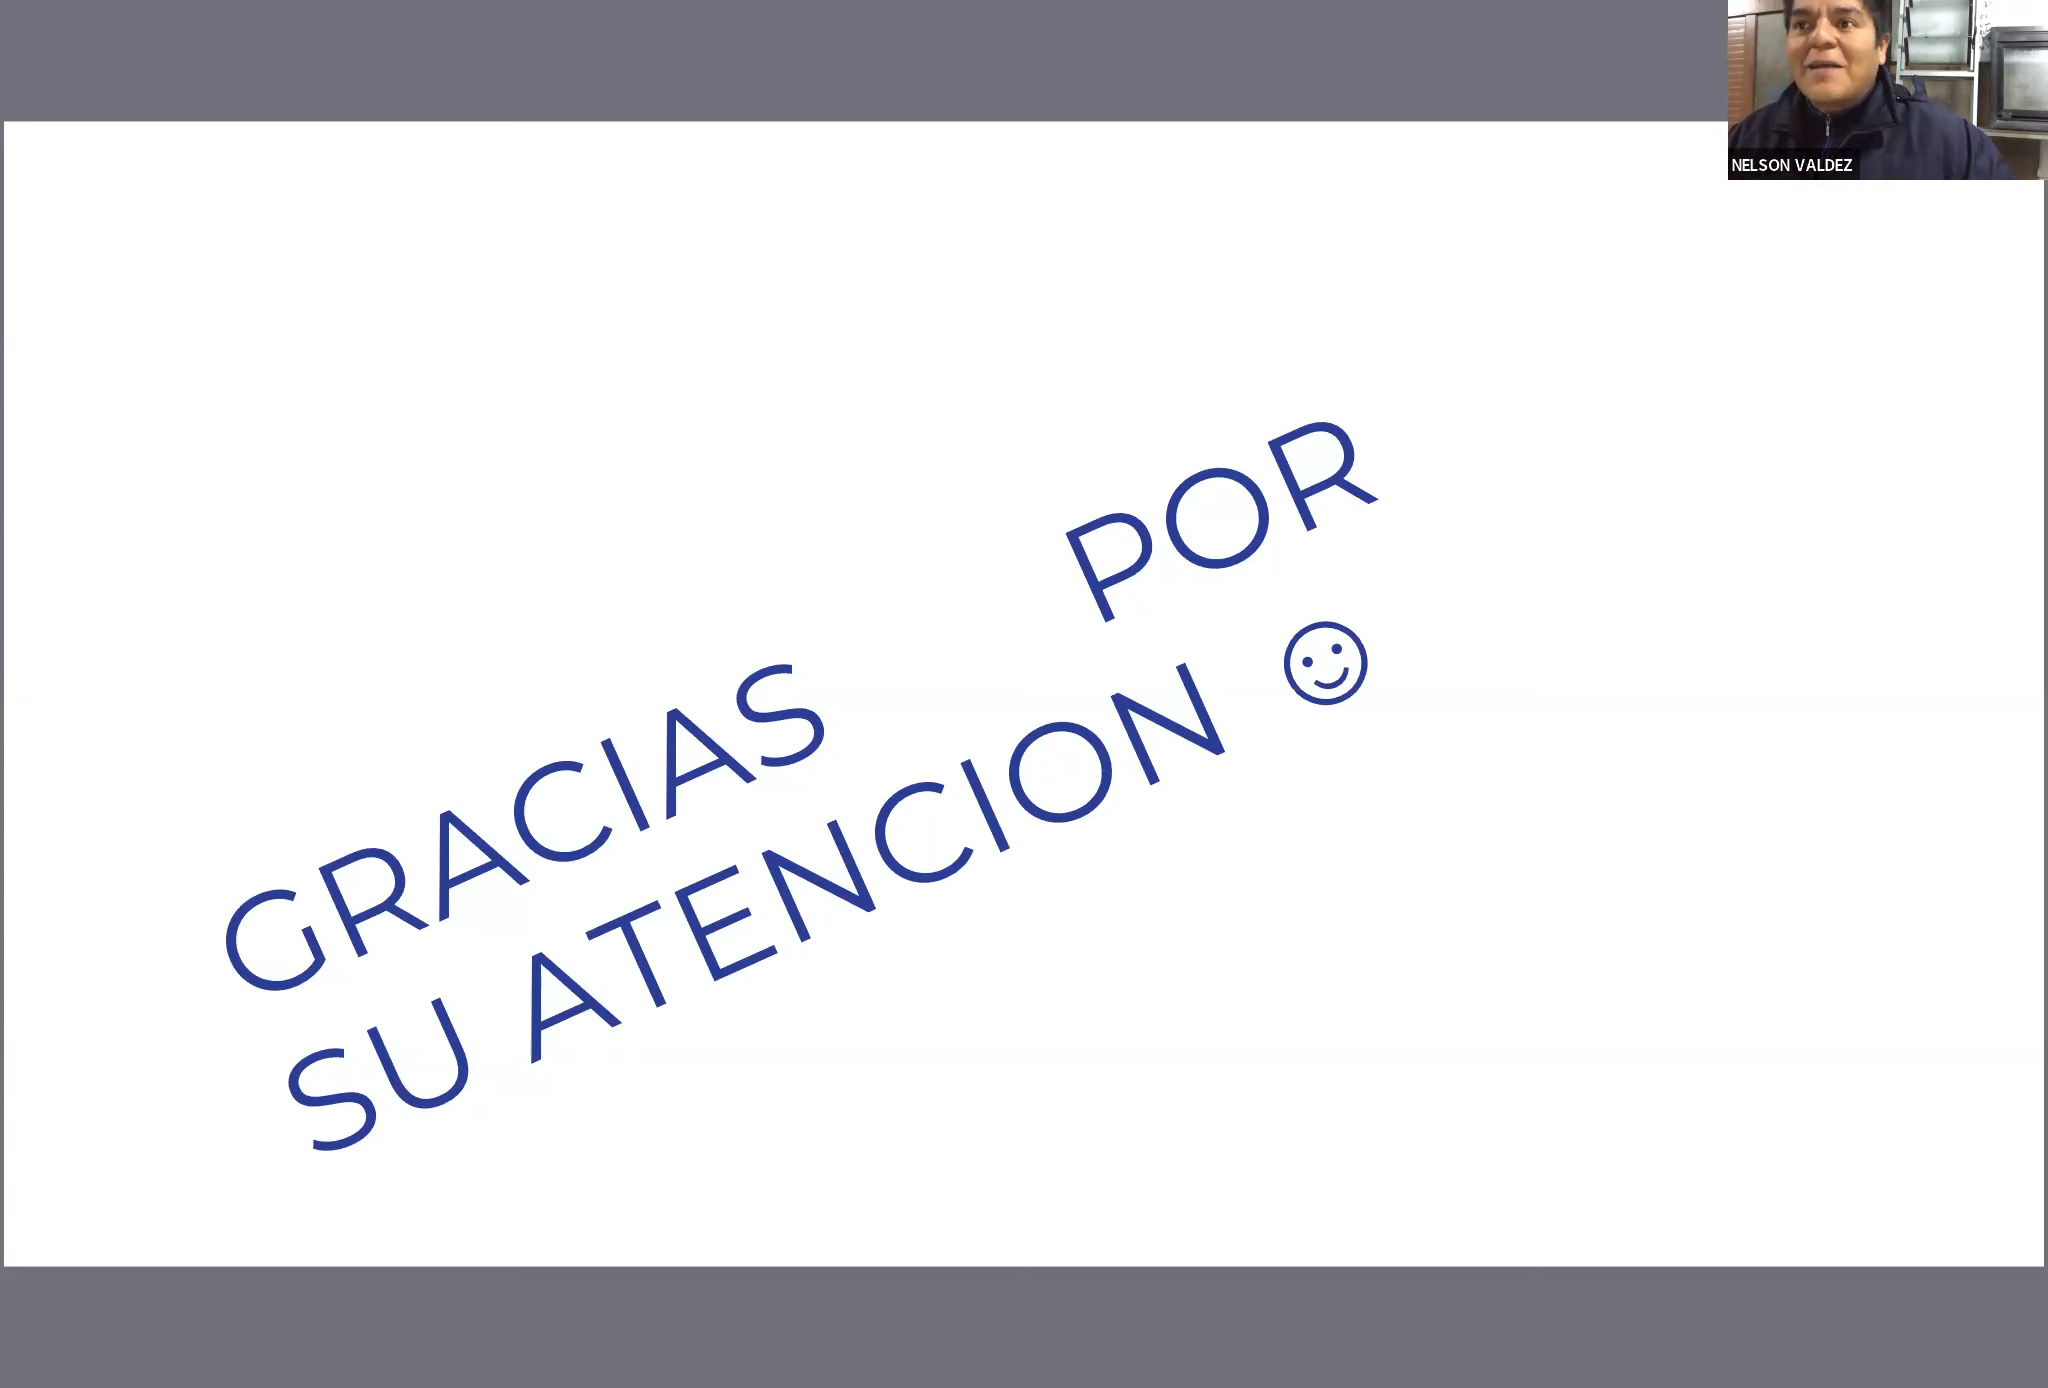 NELSON VALDEZ
GRACIAS POR
SU ATENCION ☺